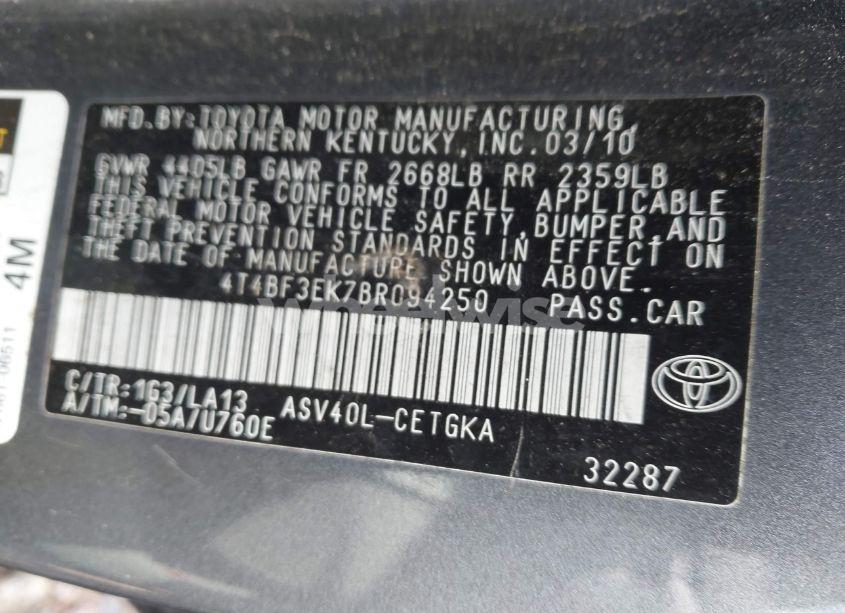 MFD.BY:TOYOTA MOTOR MANUFACTURING,
NORTHERN KENTUCKY, INC. 03/10
GVWR 4405LB GAWR FR 2668LB RR 2359LB
THIS VEHICLE CONFORMS TO ALL APPLICABLE
FEDERAL MOTOR VEHICLE SAFETY,BUMPER,AND
THEFT PREVENTION STANDARDS IN EFFECT ON
THE DATE OF MANUFACTURE SHOWN ABOVE.
4T4BF3EK7BR094250 PASS.CAR
wheelwise
C/TR:1G3/LA13 ASV40L-CETGKA
A/TM:-05A/U760E
32287
4M